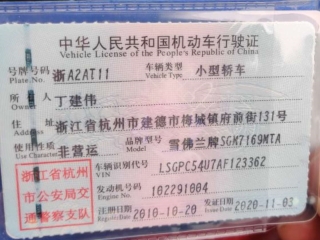 中华人民共和国机动车行驶证
Vehicle License of the People's Republic of China
号牌号码 浙A2AT11 车辆类型 小型轿车
Plate No. Vehicle Type
所有人 丁建伟
Owner
住址 浙江省杭州市建德市梅城镇府前街131号
Address
使用性质 非营运 品牌型号 雪佛兰牌SGM7169MTA
Use Character Model
浙江省杭州
市公安局交
通警察支队
车辆识别代号 LSGPC54U7AF123362
VIN
发动机号码 102291004
Engine No.
注册日期 2010-10-20 发证日期 2020-11-03
Register Date Issue Date